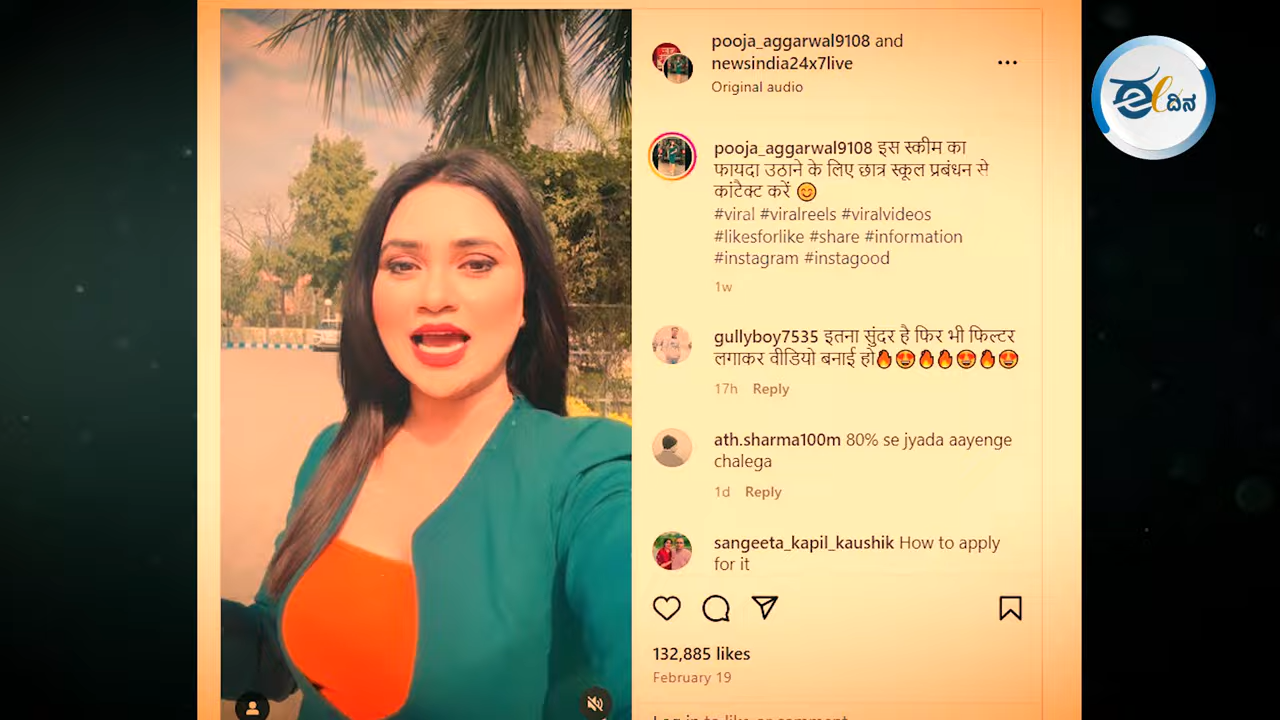 pooja_aggarwal9108 and
newsindia24x7live
Original audio
pooja_aggarwal9108 इस स्कीम का
फायदा उठाने के लिए छात्र स्कूल प्रबंधन से
कांटैक्ट करें 😊
#viral #viralreels #viralvideos
#likesforlike #share #information
#instagram #instagood
1w
gullyboy7535 इतना सुंदर है फिर भी फिल्टर
लगाकर वीडियो बनाई हो🔥😍🔥🔥😍🔥😍
17h Reply
ath.sharma100m 80% se jyada aayenge
chalega
1d Reply
sangeeta_kapil_kaushik How to apply
for it
132,885 likes
February 19
ಈ ದಿನ